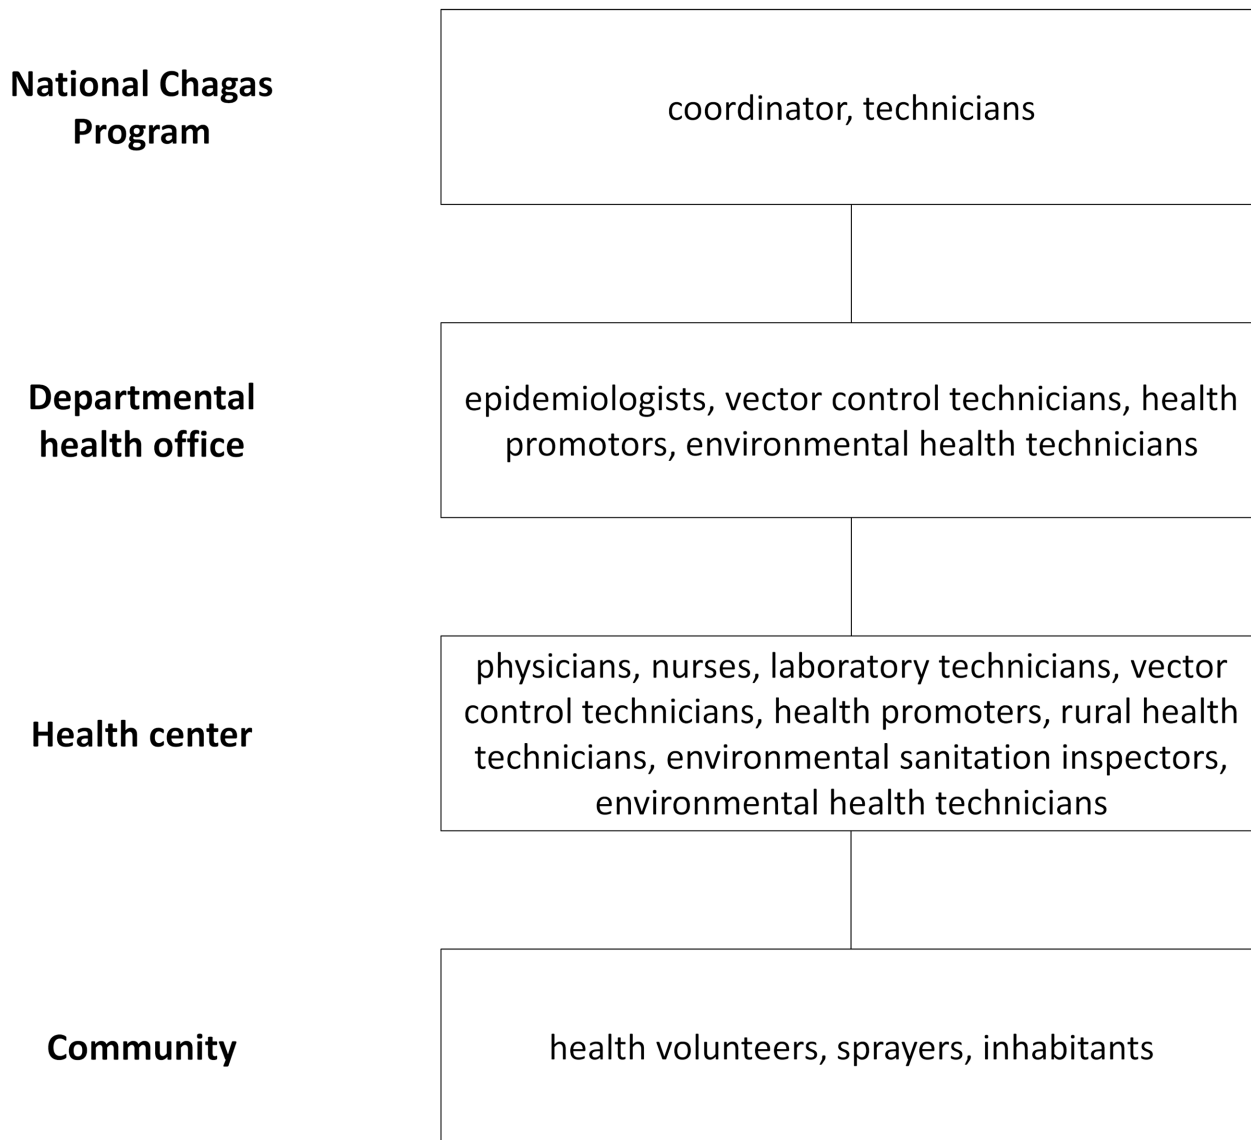 National Chagas
Program
coordinator, technicians
Departmental
health office
epidemiologists, vector control technicians, health
promotors, environmental health technicians
Health center
physicians, nurses, laboratory technicians, vector
control technicians, health promoters, rural health
technicians, environmental sanitation inspectors,
environmental health technicians
Community
health volunteers, sprayers, inhabitants